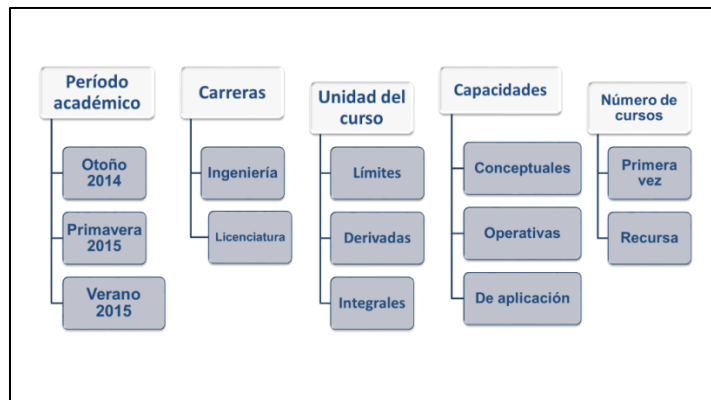 Período
académico
Otoño
2014
Primavera
2015
Verano
2015
Carreras
Ingeniería
Licenciatura
Unidad del
curso
Límites
Derivadas
Integrales
Capacidades
Conceptuales
Operativas
De aplicación
Número de
cursos
Primera
vez
Recursa